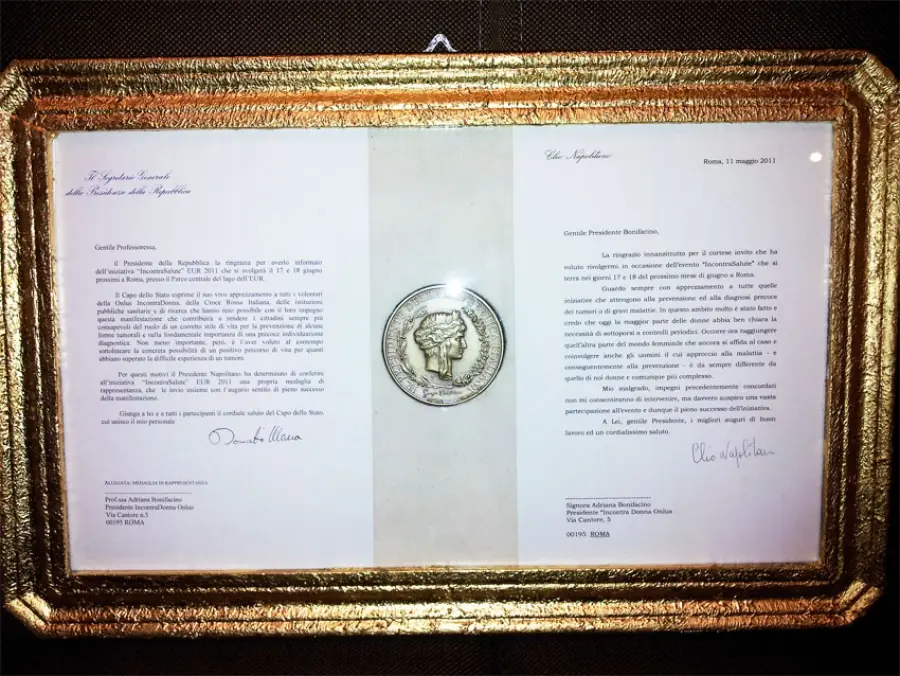 Il Segretario Generale
della Presidenza della Repubblica
Gentile Professoressa,
il Presidente della Repubblica la ringrazia per averlo informato
dell'iniziativa "IncontraSalute" EUR 2011 che si svolgerà il 17 e 18 giugno
prossimi a Roma, presso il Parco centrale del lago dell'EUR.
Il Capo dello Stato esprime il suo vivo apprezzamento a tutti i volontari
della Onlus IncontraDonna, della Croce Rossa Italiana, delle istituzioni
pubbliche sanitarie e di ricerca che hanno reso possibile con il loro impegno
questa manifestazione che contribuirà a rendere i cittadini sempre più
consapevoli del ruolo di un corretto stile di vita per la prevenzione di alcune
forme tumorali e sulla fondamentale importanza di una precoce individuazione
diagnostica. Non meno importante, però, è l'aver voluto al contempo
sottolineare la concreta possibilità di un positivo percorso di vita per quanti
abbiano superato la difficile esperienza di un tumore.
Per questi motivi il Presidente Napolitano ha determinato di conferire
all'iniziativa "IncontraSalute" EUR 2011 una propria medaglia di
rappresentanza, che le invio insieme con l'augurio sentito di pieno successo
della manifestazione.
Giunga a lei e a tutti i partecipanti il cordiale saluto del Capo dello Stato,
cui unisco il mio personale
Donato Marra
ALLEGATA: MEDAGLIA DI RAPPRESENTANZA
Prof.ssa Adriana Bonifacino
Presidente IncontraDonna Onlus
Via Cantore n.5
00195 ROMA
Clio Napolitano
Roma, 11 maggio 2011
Gentile Presidente Bonifacino,
La ringrazio innanzitutto per il cortese invito che ha
voluto rivolgermi in occasione dell'evento "IncontraSalute" che si
terrà nei giorni 17 e 18 del prossimo mese di giugno a Roma.
Guardo sempre con apprezzamento a tutte quelle
iniziative che attengono alla prevenzione ed alla diagnosi precoce
dei tumori o di gravi malattie. In questo ambito molto è stato fatto e
credo che oggi la maggior parte delle donne abbia ben chiara la
necessità di sottoporsi a controlli periodici. Occorre ora raggiungere
quell'altra parte del mondo femminile che ancora si affida al caso e
coinvolgere anche gli uomini il cui approccio alla malattia - e
conseguentemente alla prevenzione - è da sempre differente da
quello di noi donne e comunque più complesso.
Mio malgrado, impegni precedentemente concordati
non mi consentiranno di intervenire, ma davvero auspico una vasta
partecipazione all'evento e dunque il pieno successo dell'iniziativa.
A Lei, gentile Presidente, i migliori auguri di buon
lavoro ed un cordialissimo saluto.
Clio Napolitano
Signora Adriana Bonifacino
Presidente "Incontra Donna Onlus
Via Cantore, 5
00195 ROMA